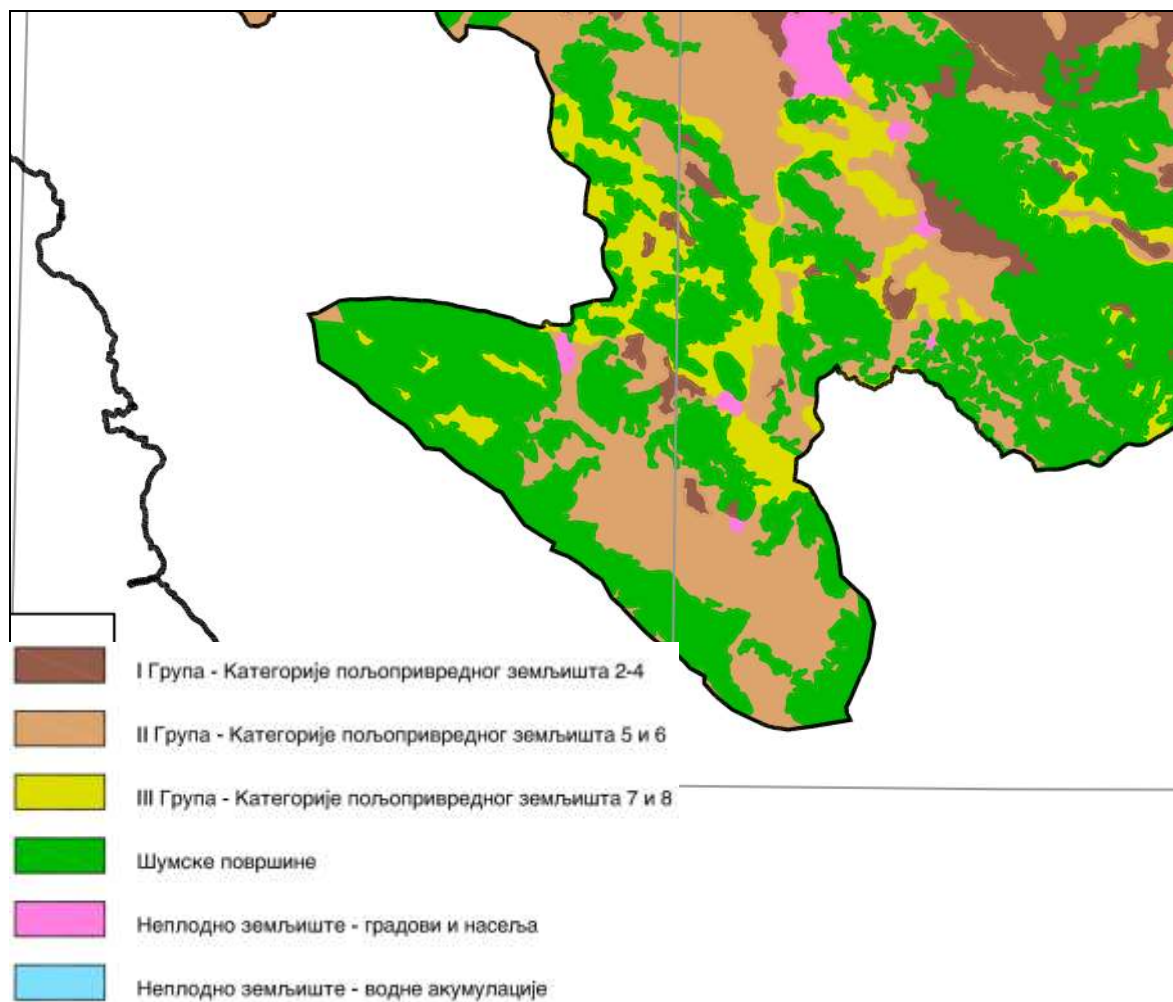 I Група - Категорије пољопривредног земљишта 2-4
II Група - Категорије пољопривредног земљишта 5 и 6
III Група - Категорије пољопривредног земљишта 7 и 8
Шумске површине
Неплодно земљиште - градови и насеља
Неплодно земљиште - водне акумулације